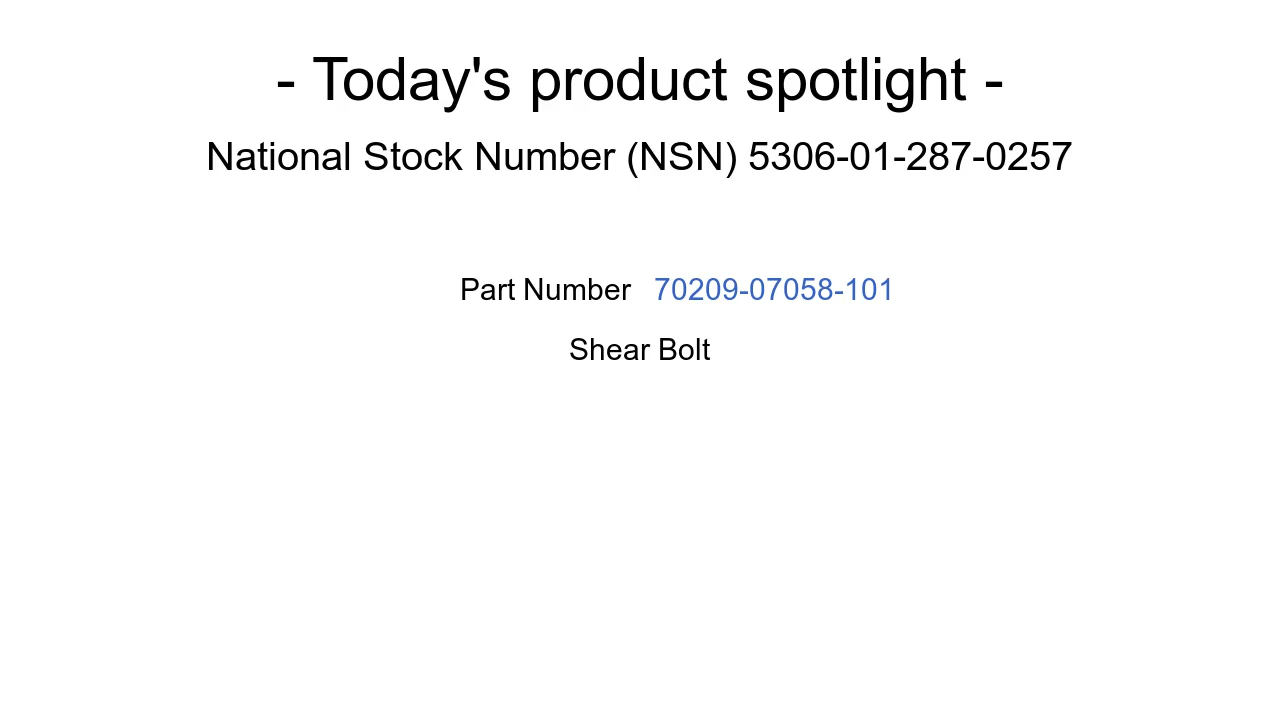 - Today's product spotlight -
National Stock Number (NSN) 5306-01-287-0257
Part Number 70209-07058-101
Shear Bolt